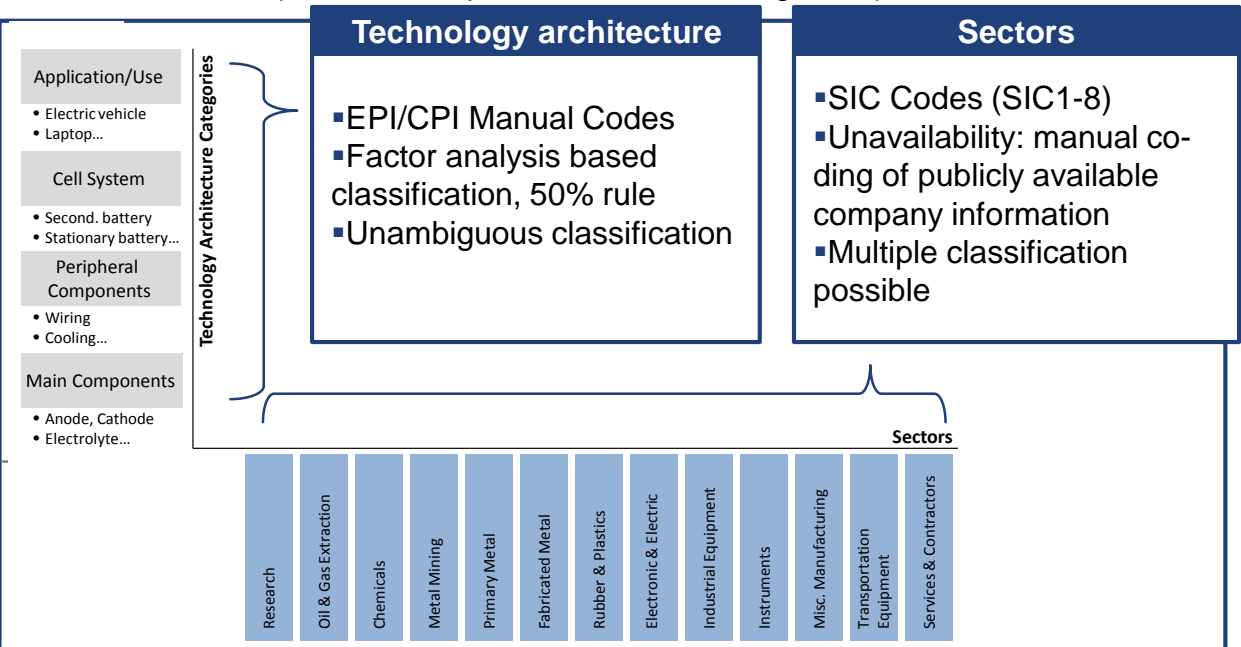 Technology architecture
▪EPI/CPI Manual Codes
▪Factor analysis based
classification, 50% rule
▪Unambiguous classification
Sectors
▪SIC Codes (SIC1-8)
▪Unavailability: manual co-
ding of publicly available
company information
▪Multiple classification
possible
Application/Use
• Electric vehicle
• Laptop…
Cell System
• Second. battery
• Stationary battery…
Peripheral
Components
• Wiring
• Cooling…
Main Components
• Anode, Cathode
• Electrolyte…
Technology Architecture Categories
Sectors
Research
Oil & Gas Extraction
Chemicals
Metal Mining
Primary Metal
Fabricated Metal
Rubber & Plastics
Electronic & Electric
Industrial Equipment
Instruments
Misc. Manufacturing
Transportation
Equipment
Services & Contractors